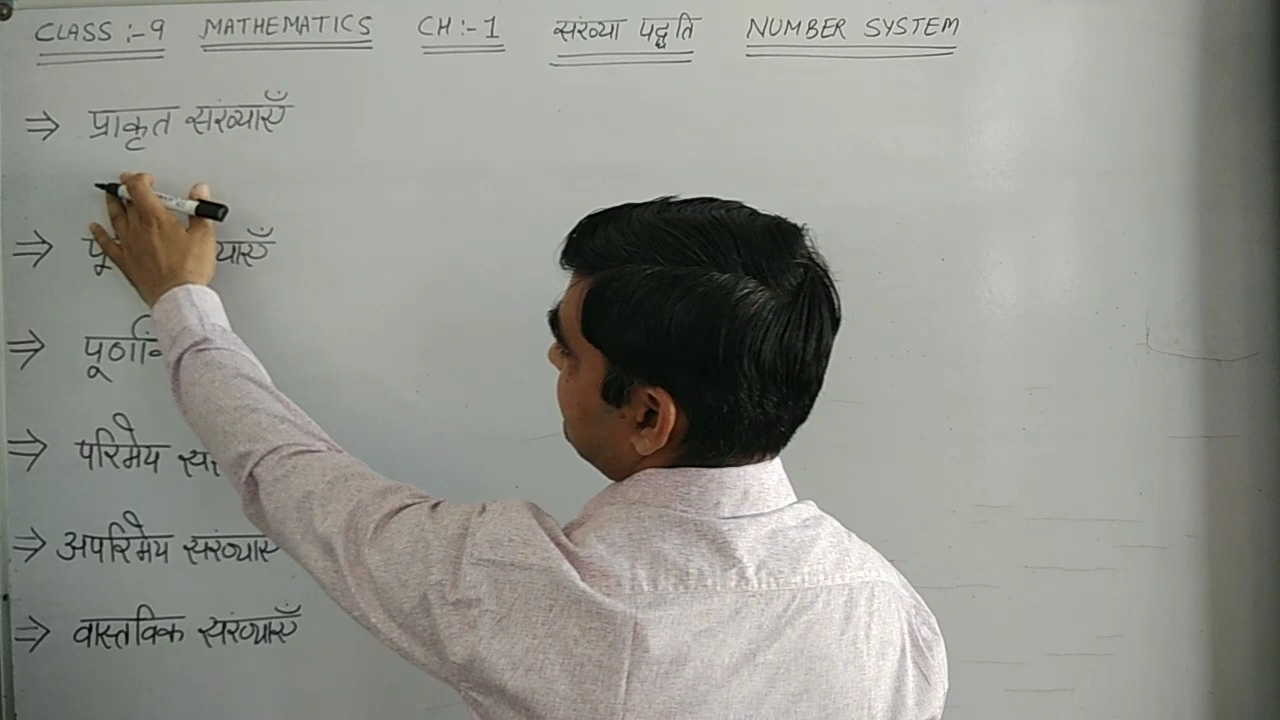 CLASS :- 9 MATHEMATICS CH :- 1 संख्या पद्धति NUMBER SYSTEM
⇒ प्राकृत संख्याएँ
⇒
⇒
⇒ परिमेय
⇒ अपरिमेय
⇒ वास्तविक संख्याएँ